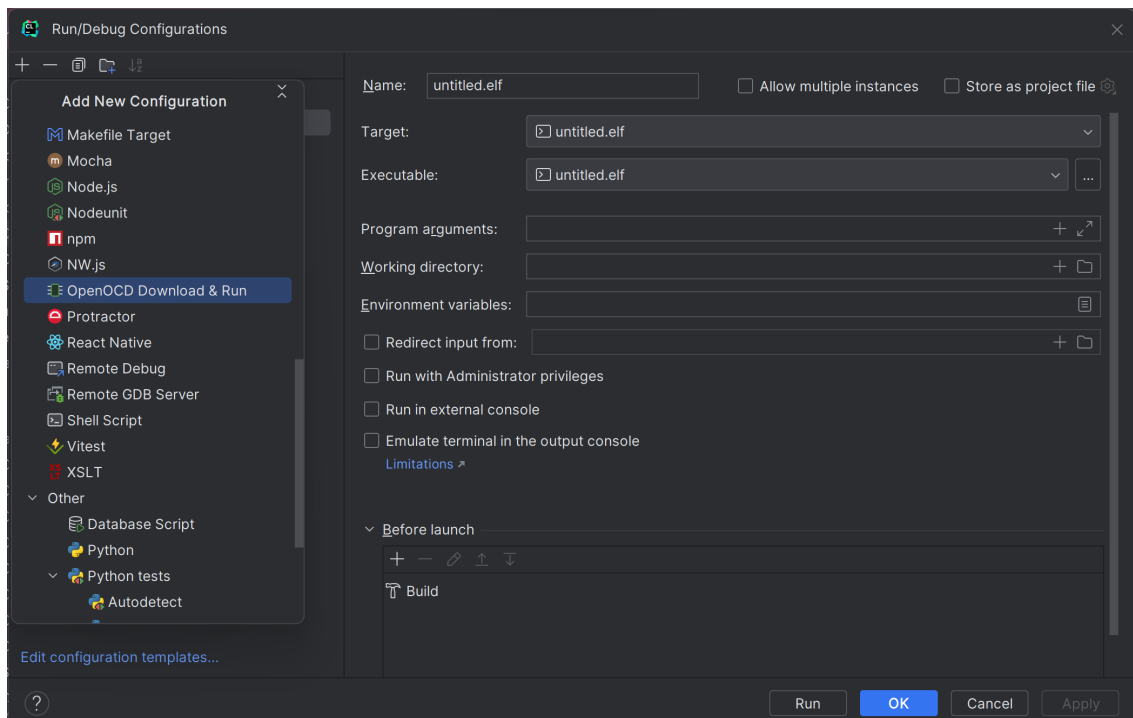 Run/Debug Configurations
Add New Configuration
Makefile Target
Mocha
Node.js
Nodeunit
npm
NW.js
OpenOCD Download & Run
Protractor
React Native
Remote Debug
Remote GDB Server
Shell Script
Vitest
XSLT
Other
Database Script
Python
Python tests
Autodetect
Edit configuration templates...
Name: untitled.elf
Allow multiple instances
Store as project file
Target: untitled.elf
Executable: untitled.elf
...
Program arguments:
Working directory:
Environment variables:
Redirect input from:
Run with Administrator privileges
Run in external console
Emulate terminal in the output console
Limitations
Before launch
Build
?
Run
OK
Cancel
Apply